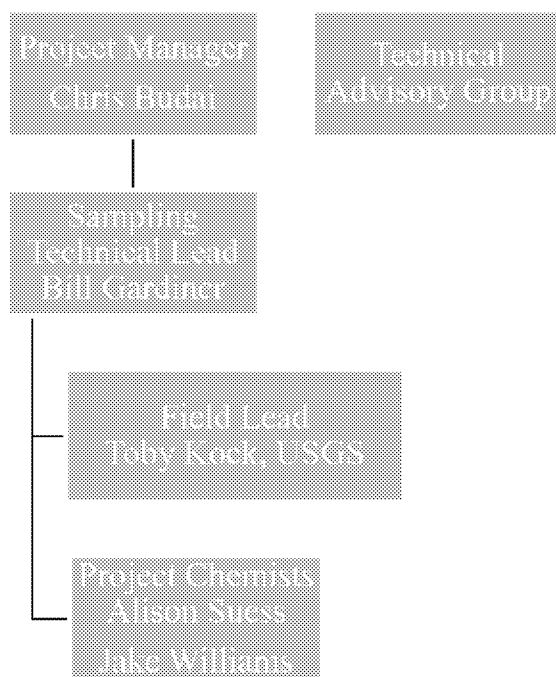 Project Manager
Chris Budai
Technical
Advisory Group
Sampling
Technical Lead
Bill Gardiner
Field Lead
Toby Kock, USGS
Project Chemists
Alison Suess
Jake Williams